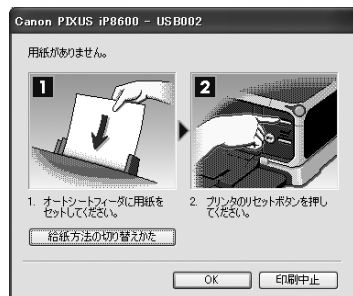 Canon PIXUS iP8600 - USB002
用紙がありません。
1
2
1. オートシートフィーダに用紙を
セットしてください。
2. プリンタのリセットボタンを押し
てください。
給紙方法の切り替えかた
OK
印刷中止